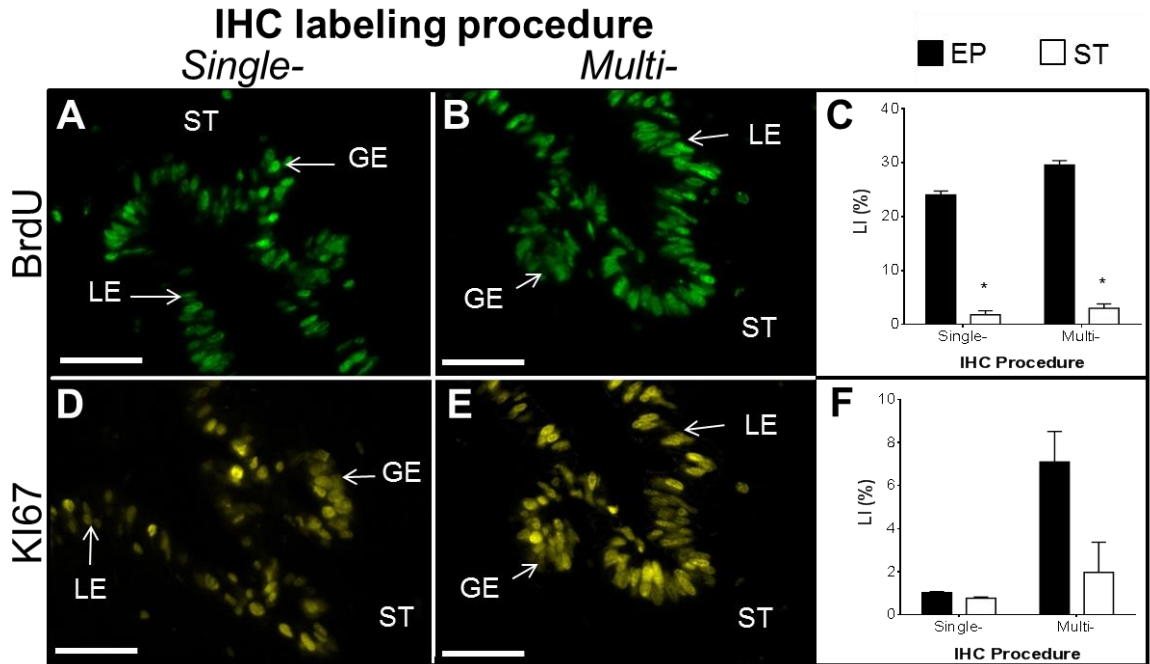 IHC labeling procedure
Single- Multi-
EP ST
BrdU
A
ST
GE
LE
B
LE
GE
ST
C
40
30
20
10
0
LI (%)
* *
Single- Multi-
IHC Procedure
KI67
D
GE
LE
ST
E
LE
GE
ST
F
10
8
6
4
2
0
LI (%)
Single- Multi-
IHC Procedure